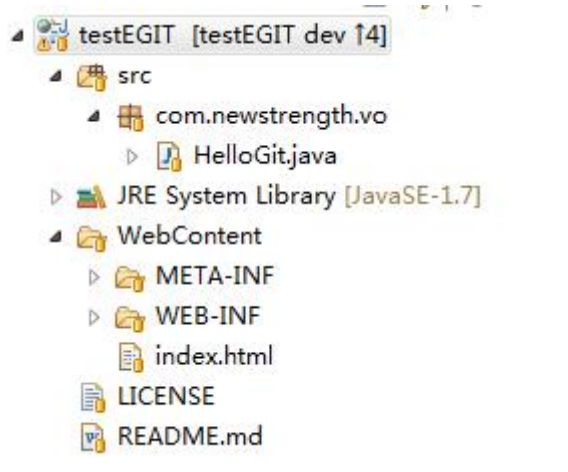 testEGIT [testEGIT dev ↑4]
src
com.newstrength.vo
HelloGit.java
JRE System Library [JavaSE-1.7]
WebContent
META-INF
WEB-INF
index.html
LICENSE
README.md